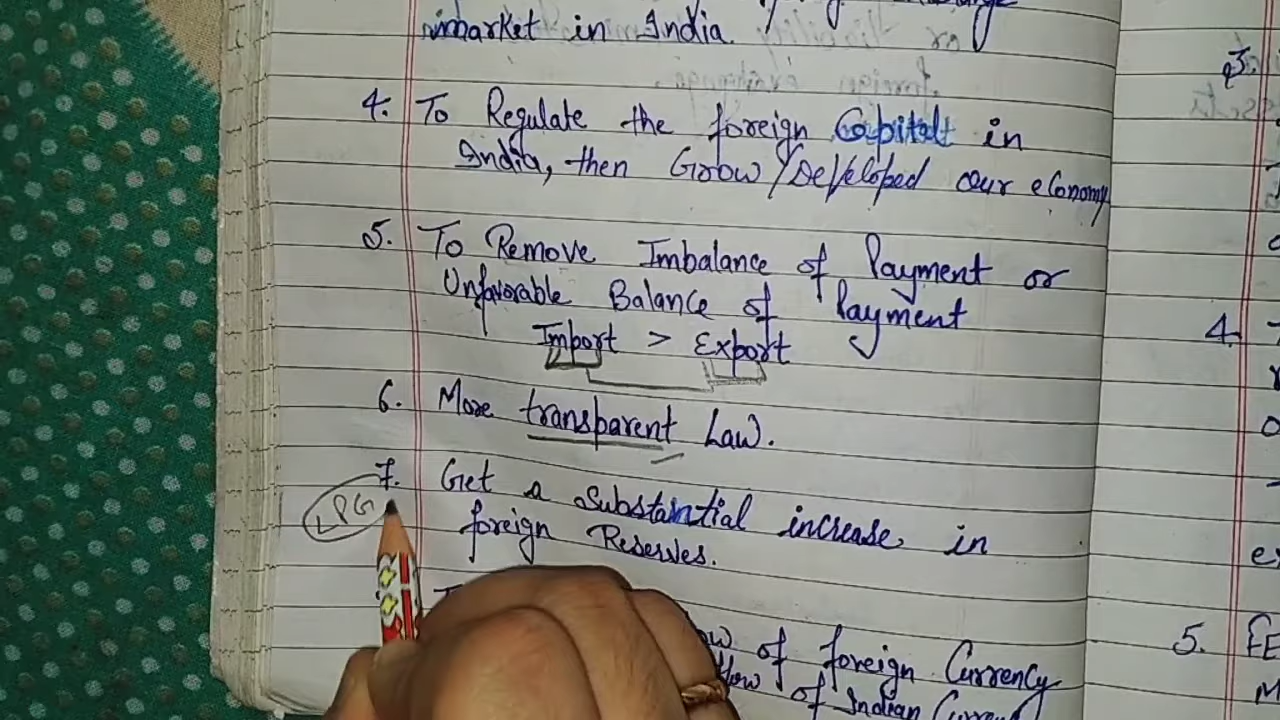 market in India.
4. To Regulate the foreign Capital in
India, then Grow/Developed our economy
5. To Remove Imbalance of Payment or
Unfavorable Balance of Payment
Import > Export
6. More transparent Law.
7. Get a Substantial increase in
LPG
foreign Reserves.
of foreign Currency
of Indian
3.
4.
5. FE